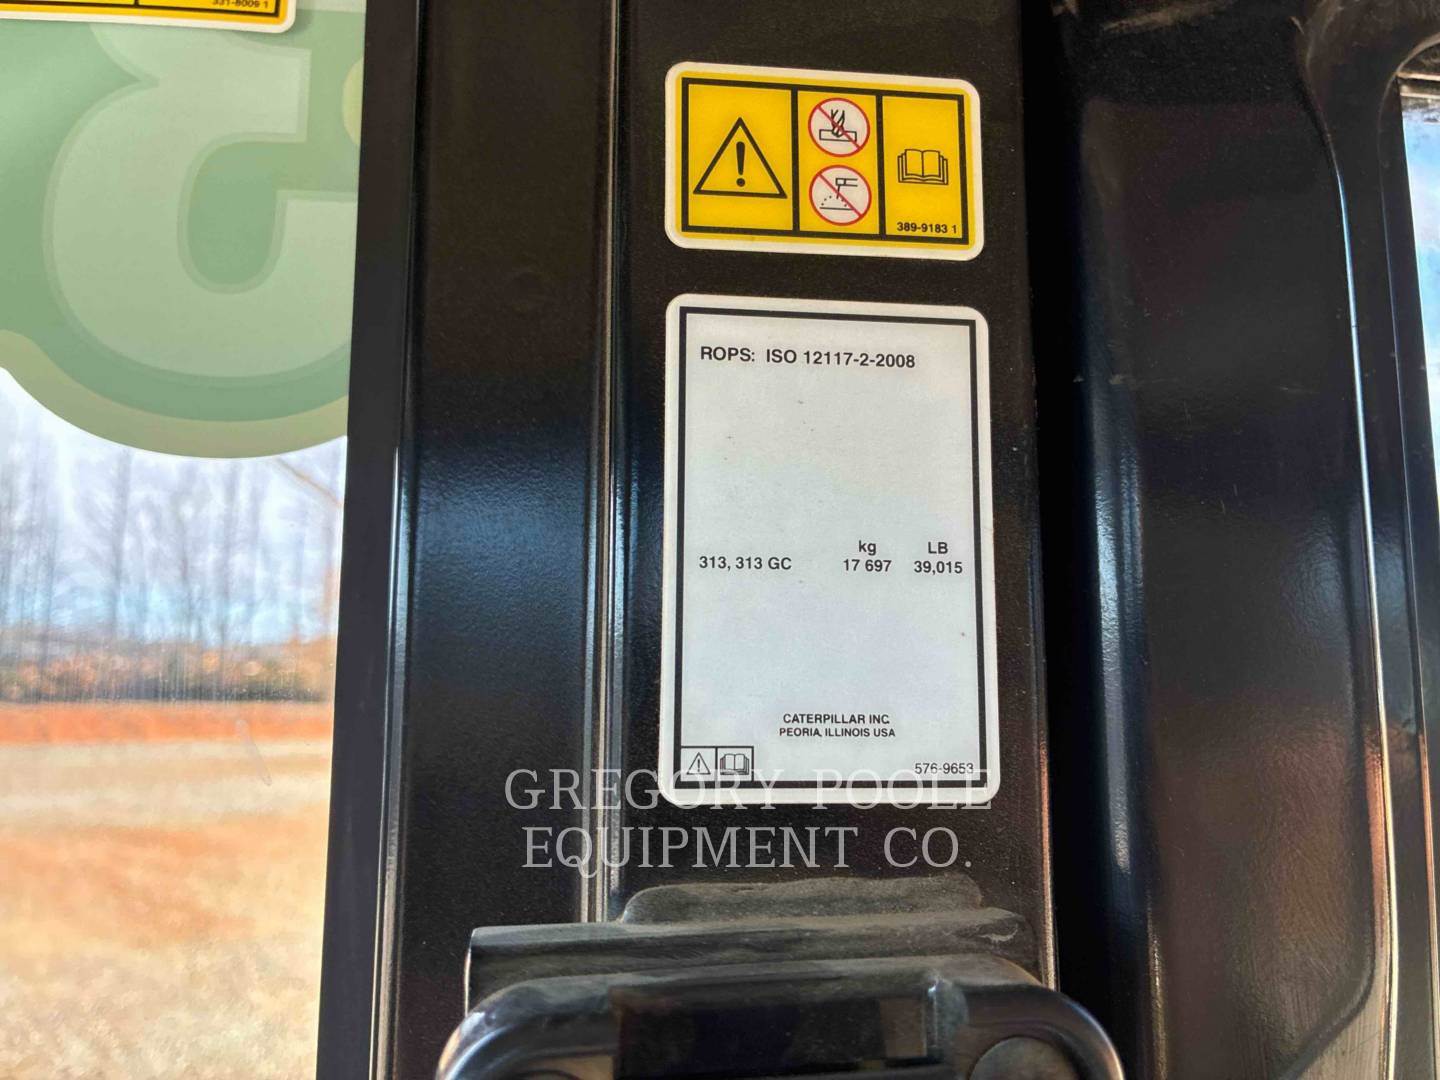 331-8009 1
389-9183 1
ROPS: ISO 12117-2-2008
kg LB
313, 313 GC 17 697 39,015
CATERPILLAR INC.
PEORIA, ILLINOIS USA
576-9653
GREGORY POOLE
EQUIPMENT CO.